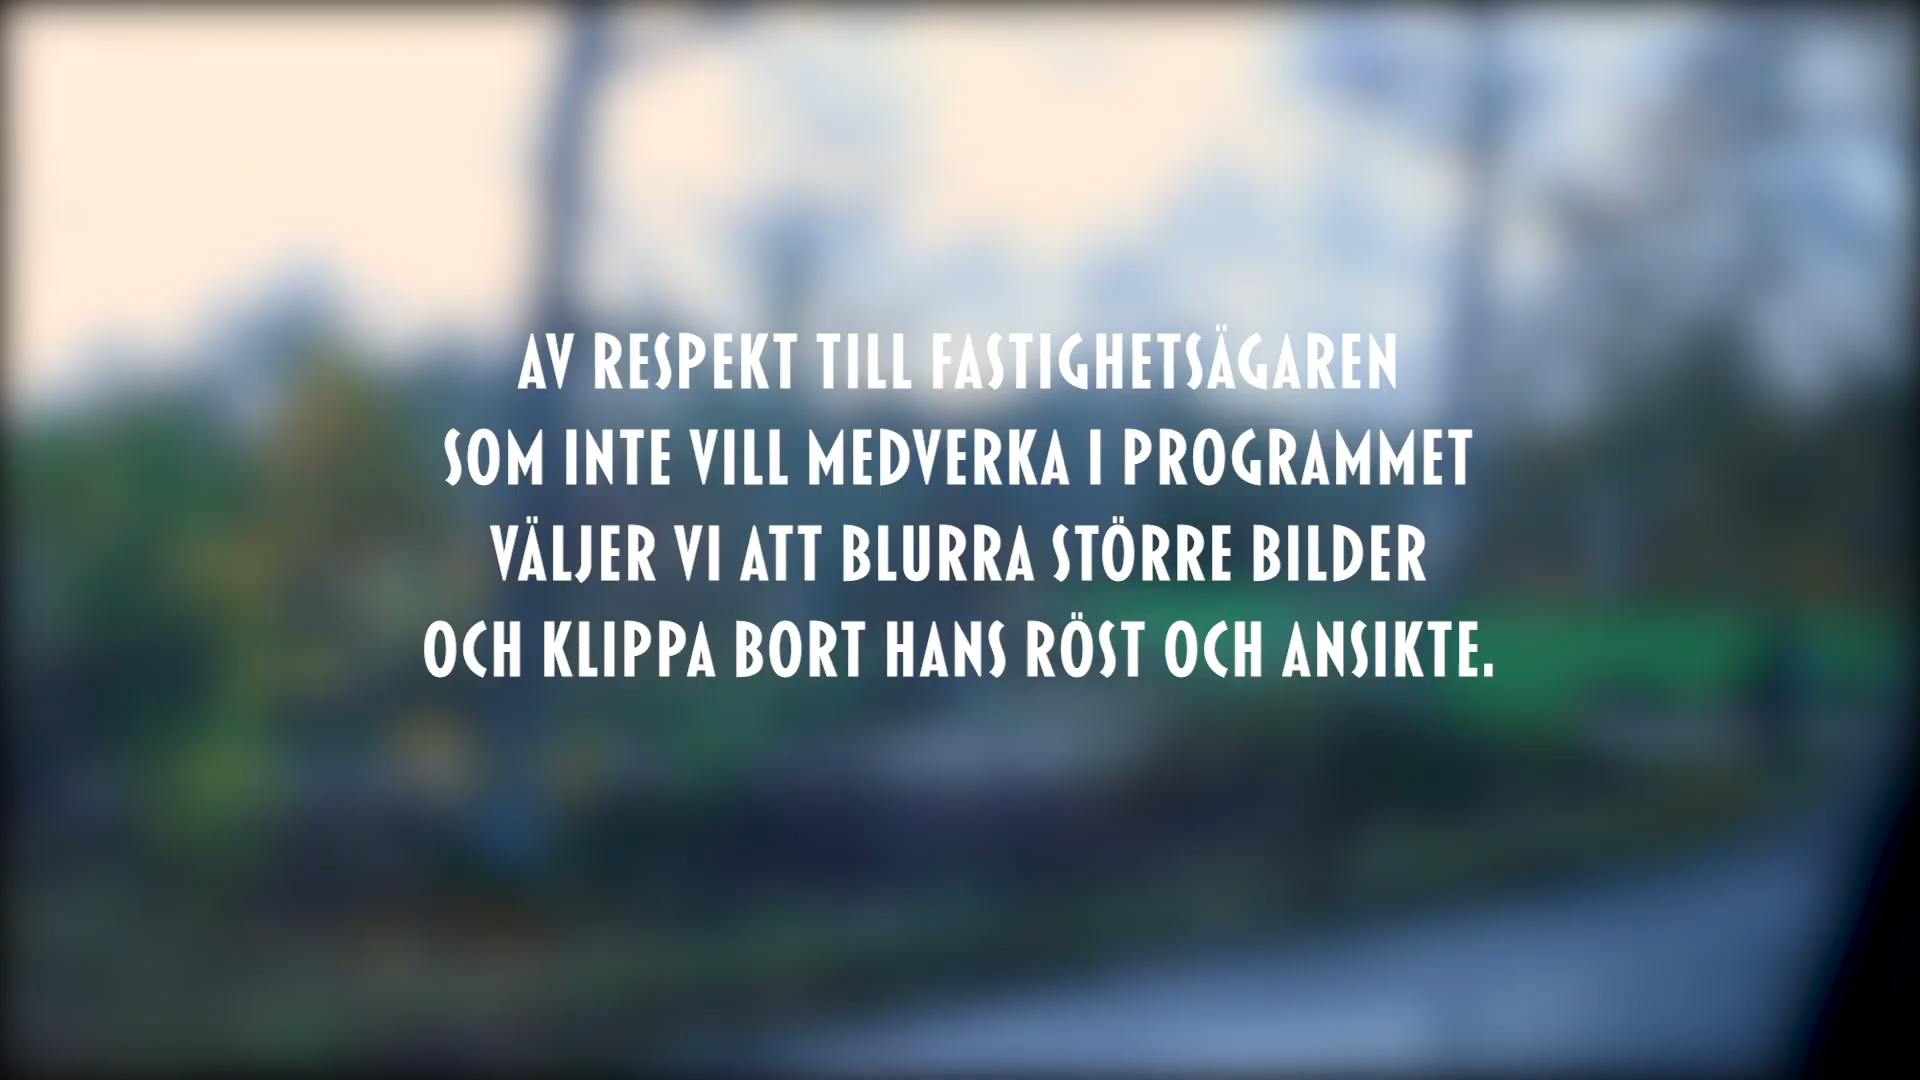 AV RESPEKT TILL FASTIGHETSÄGAREN
SOM INTE VILL MEDVERKA I PROGRAMMET
VÄLJER VI ATT BLURRA STÖRRE BILDER
OCH KLIPPA BORT HANS RÖST OCH ANSIKTE.